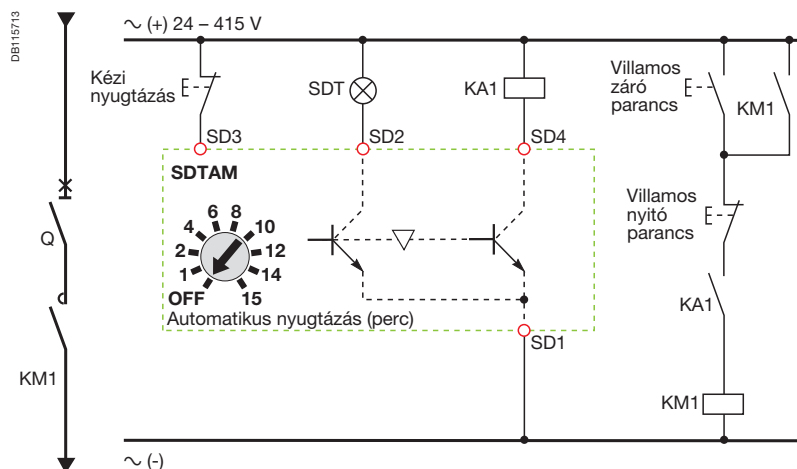 DB115713
∼ (+) 24 – 415 V
Kézi
nyugtázás
SDT
KA1
Villamos
záró
parancs
KM1
SD3
SD2
SD4
SDTAM
Villamos
nyitó
parancs
Q
6
8
4
10
2
12
1
14
OFF
15
Automatikus nyugtázás (perc)
KA1
SD1
KM1
KM1
∼ (-)